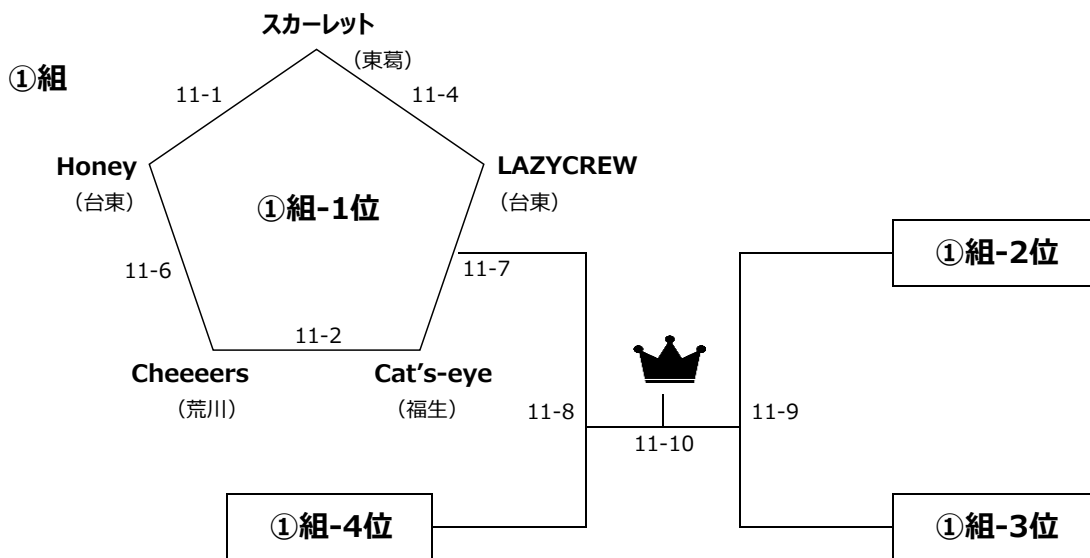 スカーレット
（東葛）
①組
11-1
11-4
Honey
（台東）
LAZYCREW
（台東）
①組-1位
①組-2位
11-6
11-7
11-2
Cheeeers
（荒川）
Cat's-eye
（福生）
11-8
11-9
11-10
①組-4位
①組-3位